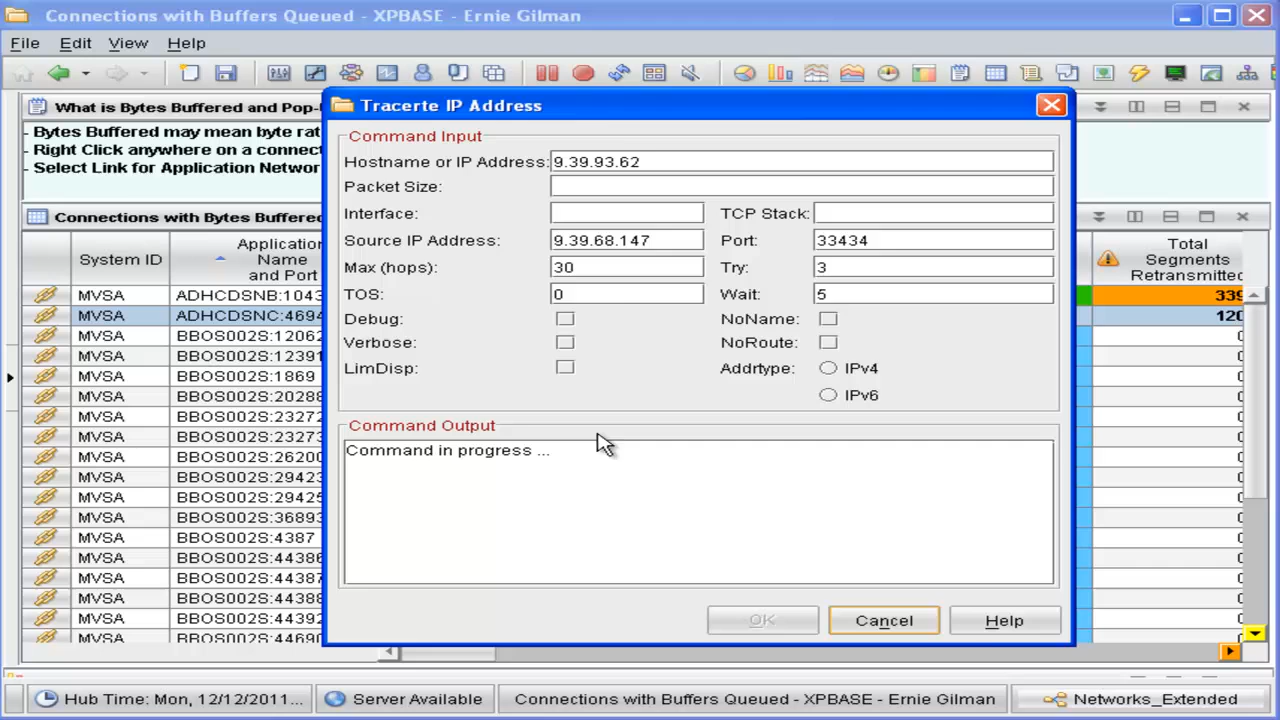 Connections with Buffers Queued - XPBASE - Ernie Gilman
File Edit View Help
What is Bytes Buffered and
- Bytes Buffered may mean byte
- Right Click anywhere on a
- Select Link for Application
Connections with Bytes
Tracerte IP Address
Command Input
Hostname or IP Address: 9.39.93.62
Packet Size:
Interface: TCP Stack:
Source IP Address: 9.39.68.147 Port: 33434
Max (hops): 30 Try: 3
TOS: 0 Wait: 5
Debug: NoName:
Verbose: NoRoute:
LimDisp: Addrtype: IPv4
IPv6
Command Output
Command in progress ...
OK Cancel Help
System ID
Application
Name
and Port
Total
Segments
Retransmitted
MVSA ADHCDSNB:1043 339
MVSA ADHCDSNC:4694 120
MVSA BBOS002S:12062
MVSA BBOS002S:12391
MVSA BBOS002S:1869
MVSA BBOS002S:20288
MVSA BBOS002S:23272
MVSA BBOS002S:23273
MVSA BBOS002S:26200
MVSA BBOS002S:29423
MVSA BBOS002S:29425
MVSA BBOS002S:36893
MVSA BBOS002S:4387
MVSA BBOS002S:44386
MVSA BBOS002S:44387
MVSA BBOS002S:44388
MVSA BBOS002S:44389
MVSA BBOS002S:44690
Hub Time: Mon, 12/12/2011... Server Available Connections with Buffers Queued - XPBASE - Ernie Gilman Networks_Extended